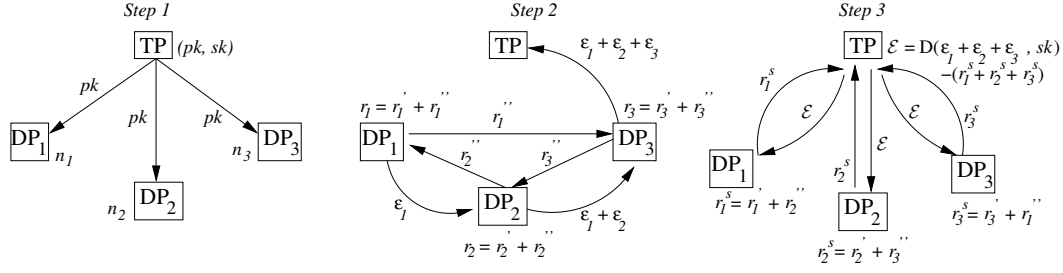 Step 1
TP (pk, sk)
pk
pk
pk
DP₁ n₁
n₃ DP₃
n₂ DP₂
Step 2
TP
ε₁ + ε₂ + ε₃
r₁ = r₁' + r₁''
r₃ = r₃' + r₃''
DP₁
r₁''
DP₃
r₂''
r₃''
ε₁
DP₂
ε₁ + ε₂
r₂ = r₂' + r₂''
Step 3
TP ℰ = D(ε₁ + ε₂ + ε₃ , sk)
−(r₁ˢ + r₂ˢ + r₃ˢ)
r₁ˢ
ℰ
ℰ
r₃ˢ
ℰ
r₂ˢ
DP₁
DP₃
r₁ˢ = r₁' + r₂''
DP₂
r₃ˢ = r₃' + r₁''
r₂ˢ = r₂' + r₃''